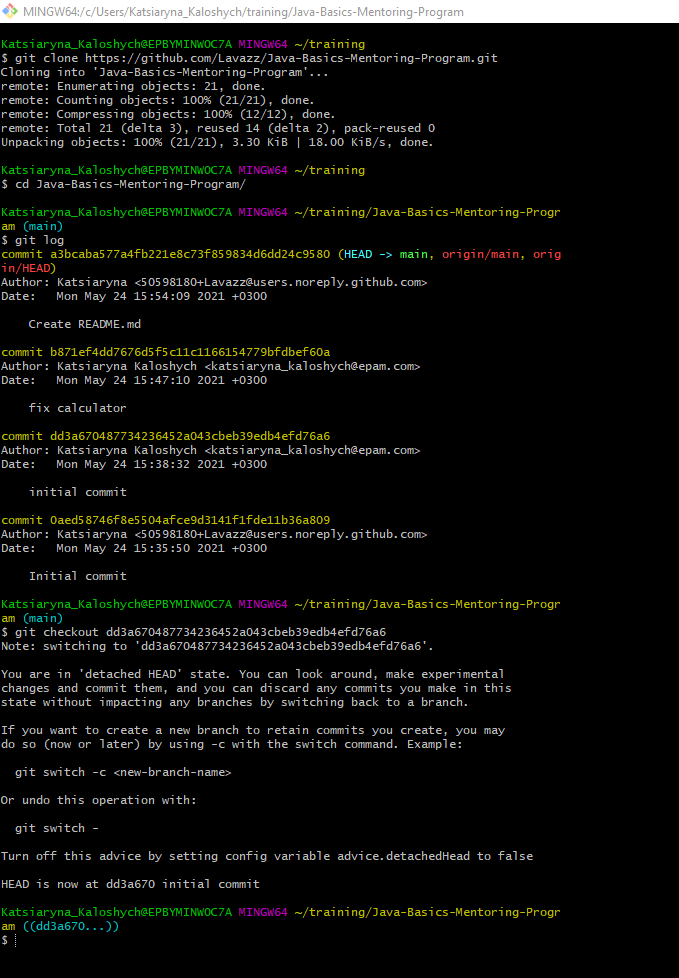 MINGW64:/c/Users/Katsiaryna_Kaloshych/training/Java-Basics-Mentoring-Program
Katsiaryna_Kaloshych@EPBYMINWOC7A MINGW64 ~/training
$ git clone https://github.com/Lavazz/Java-Basics-Mentoring-Program.git
Cloning into 'Java-Basics-Mentoring-Program'...
remote: Enumerating objects: 21, done.
remote: Counting objects: 100% (21/21), done.
remote: Compressing objects: 100% (12/12), done.
remote: Total 21 (delta 3), reused 14 (delta 2), pack-reused 0
Unpacking objects: 100% (21/21), 3.30 KiB | 18.00 KiB/s, done.
Katsiaryna_Kaloshych@EPBYMINWOC7A MINGW64 ~/training
$ cd Java-Basics-Mentoring-Program/
Katsiaryna_Kaloshych@EPBYMINWOC7A MINGW64 ~/training/Java-Basics-Mentoring-Progr
am (main)
$ git log
commit a3bcaba577a4fb221e8c73f859834d6dd24c9580 (HEAD -> main, origin/main, orig
in/HEAD)
Author: Katsiaryna <50598180+Lavazz@users.noreply.github.com>
Date:   Mon May 24 15:54:09 2021 +0300
    Create README.md
commit b871ef4dd7676d5f5c11c1166154779bfdbef60a
Author: Katsiaryna Kaloshych <katsiaryna_kaloshych@epam.com>
Date:   Mon May 24 15:47:10 2021 +0300
    fix calculator
commit dd3a670487734236452a043cbeb39edb4efd76a6
Author: Katsiaryna Kaloshych <katsiaryna_kaloshych@epam.com>
Date:   Mon May 24 15:38:32 2021 +0300
    initial commit
commit 0aed58746f8e5504afce9d3141f1fde11b36a809
Author: Katsiaryna <50598180+Lavazz@users.noreply.github.com>
Date:   Mon May 24 15:35:50 2021 +0300
    Initial commit
Katsiaryna_Kaloshych@EPBYMINWOC7A MINGW64 ~/training/Java-Basics-Mentoring-Progr
am (main)
$ git checkout dd3a670487734236452a043cbeb39edb4efd76a6
Note: switching to 'dd3a670487734236452a043cbeb39edb4efd76a6'.
You are in 'detached HEAD' state. You can look around, make experimental
changes and commit them, and you can discard any commits you make in this
state without impacting any branches by switching back to a branch.
If you want to create a new branch to retain commits you create, you may
do so (now or later) by using -c with the switch command. Example:
  git switch -c <new-branch-name>
Or undo this operation with:
  git switch -
Turn off this advice by setting config variable advice.detachedHead to false
HEAD is now at dd3a670 initial commit
Katsiaryna_Kaloshych@EPBYMINWOC7A MINGW64 ~/training/Java-Basics-Mentoring-Progr
am ((dd3a670...))
$